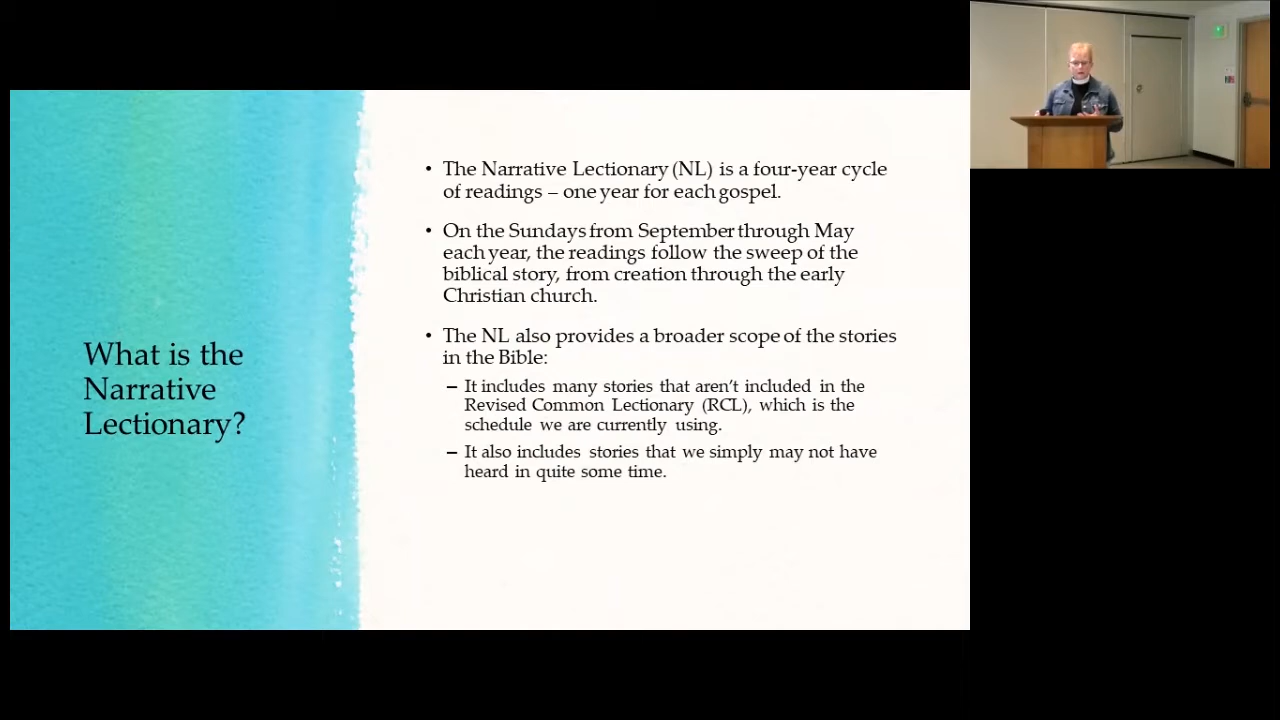 What is the
Narrative
Lectionary?
• The Narrative Lectionary (NL) is a four-year cycle
of readings – one year for each gospel.
• On the Sundays from September through May
each year, the readings follow the sweep of the
biblical story, from creation through the early
Christian church.
• The NL also provides a broader scope of the stories
in the Bible:
– It includes many stories that aren’t included in the
Revised Common Lectionary (RCL), which is the
schedule we are currently using.
– It also includes stories that we simply may not have
heard in quite some time.